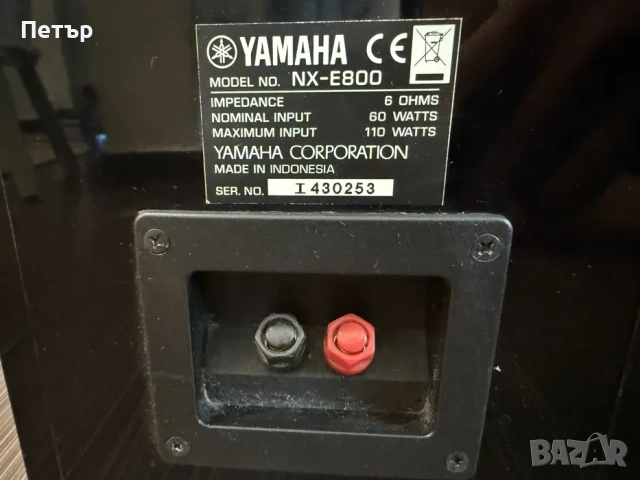 Петър
YAMAHA CE
MODEL NO. NX-E800
IMPEDANCE 6 OHMS
NOMINAL INPUT 60 WATTS
MAXIMUM INPUT 110 WATTS
YAMAHA CORPORATION
MADE IN INDONESIA
SER. NO. I 430253
BAZAR